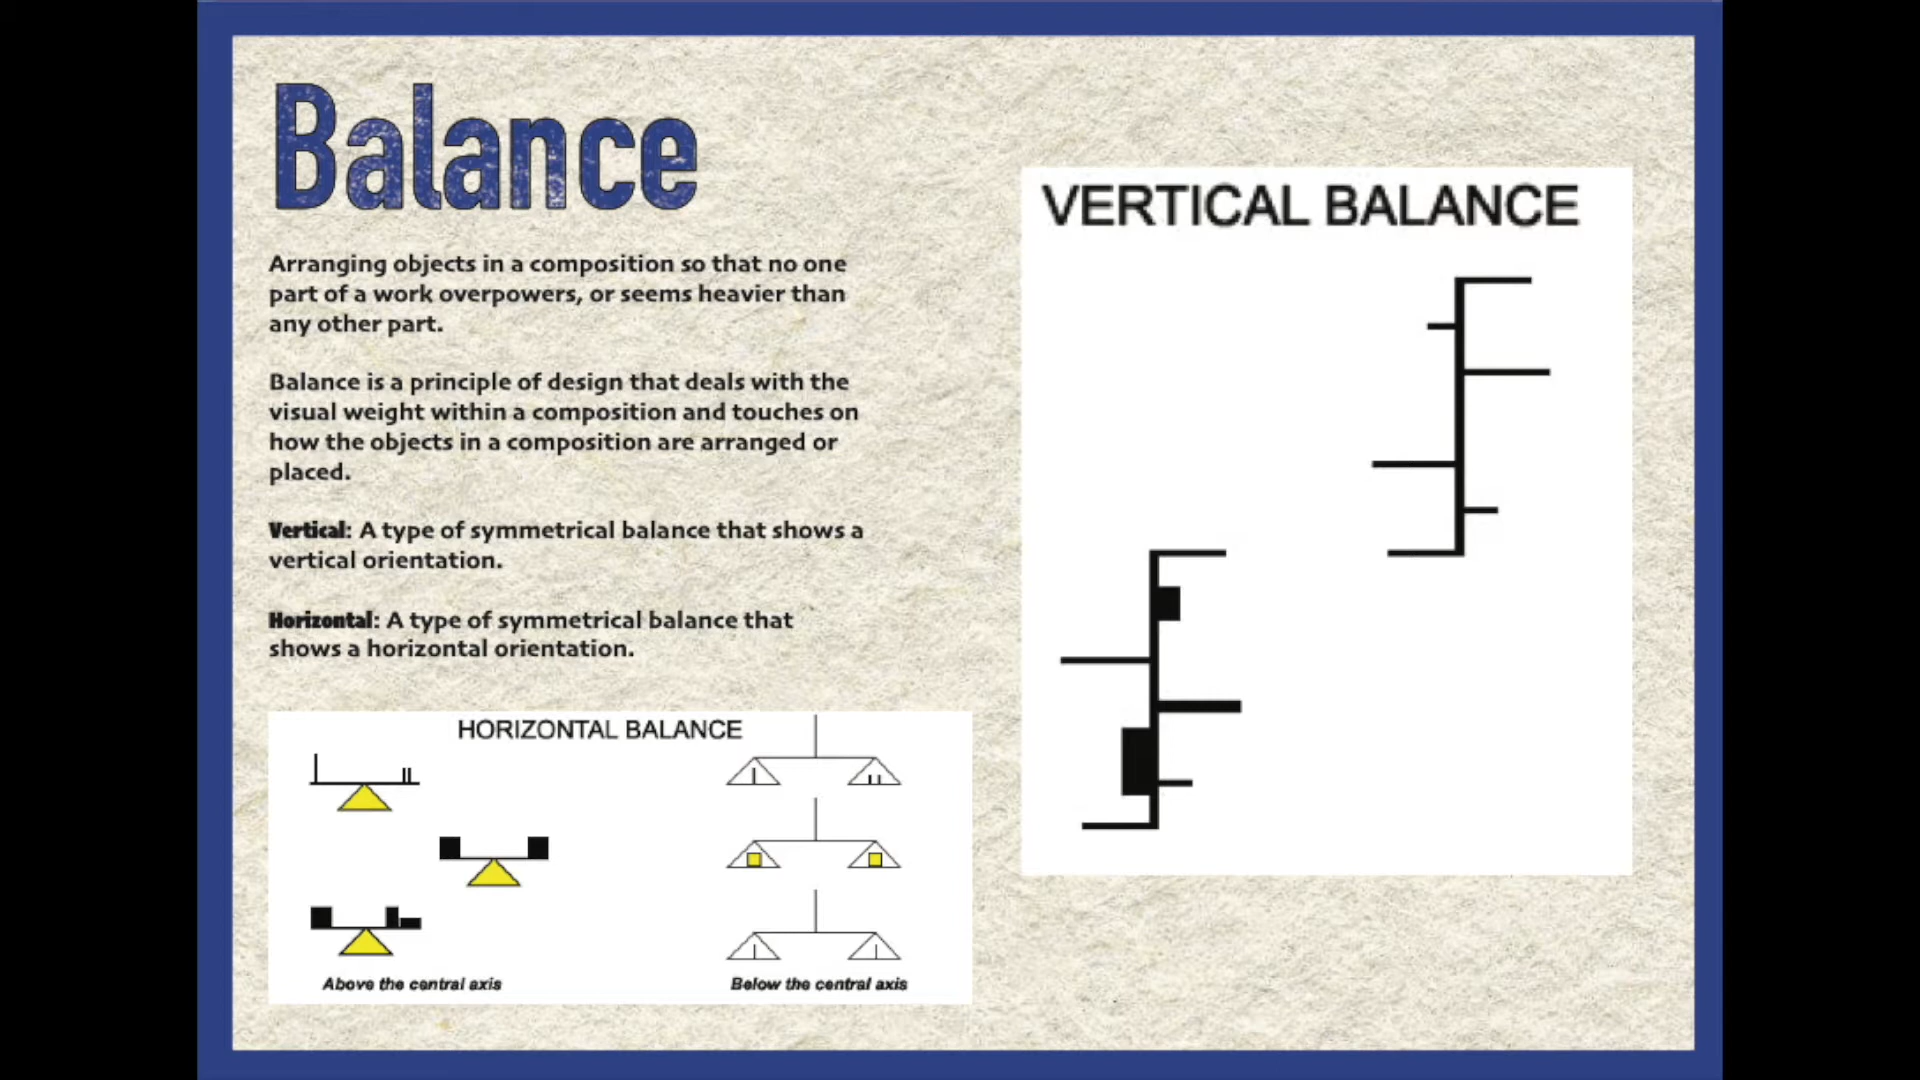 Balance
Arranging objects in a composition so that no one
part of a work overpowers, or seems heavier than
any other part.
Balance is a principle of design that deals with the
visual weight within a composition and touches on
how the objects in a composition are arranged or
placed.
Vertical: A type of symmetrical balance that shows a
vertical orientation.
Horizontal: A type of symmetrical balance that
shows a horizontal orientation.
HORIZONTAL BALANCE
Above the central axis
Below the central axis
VERTICAL BALANCE